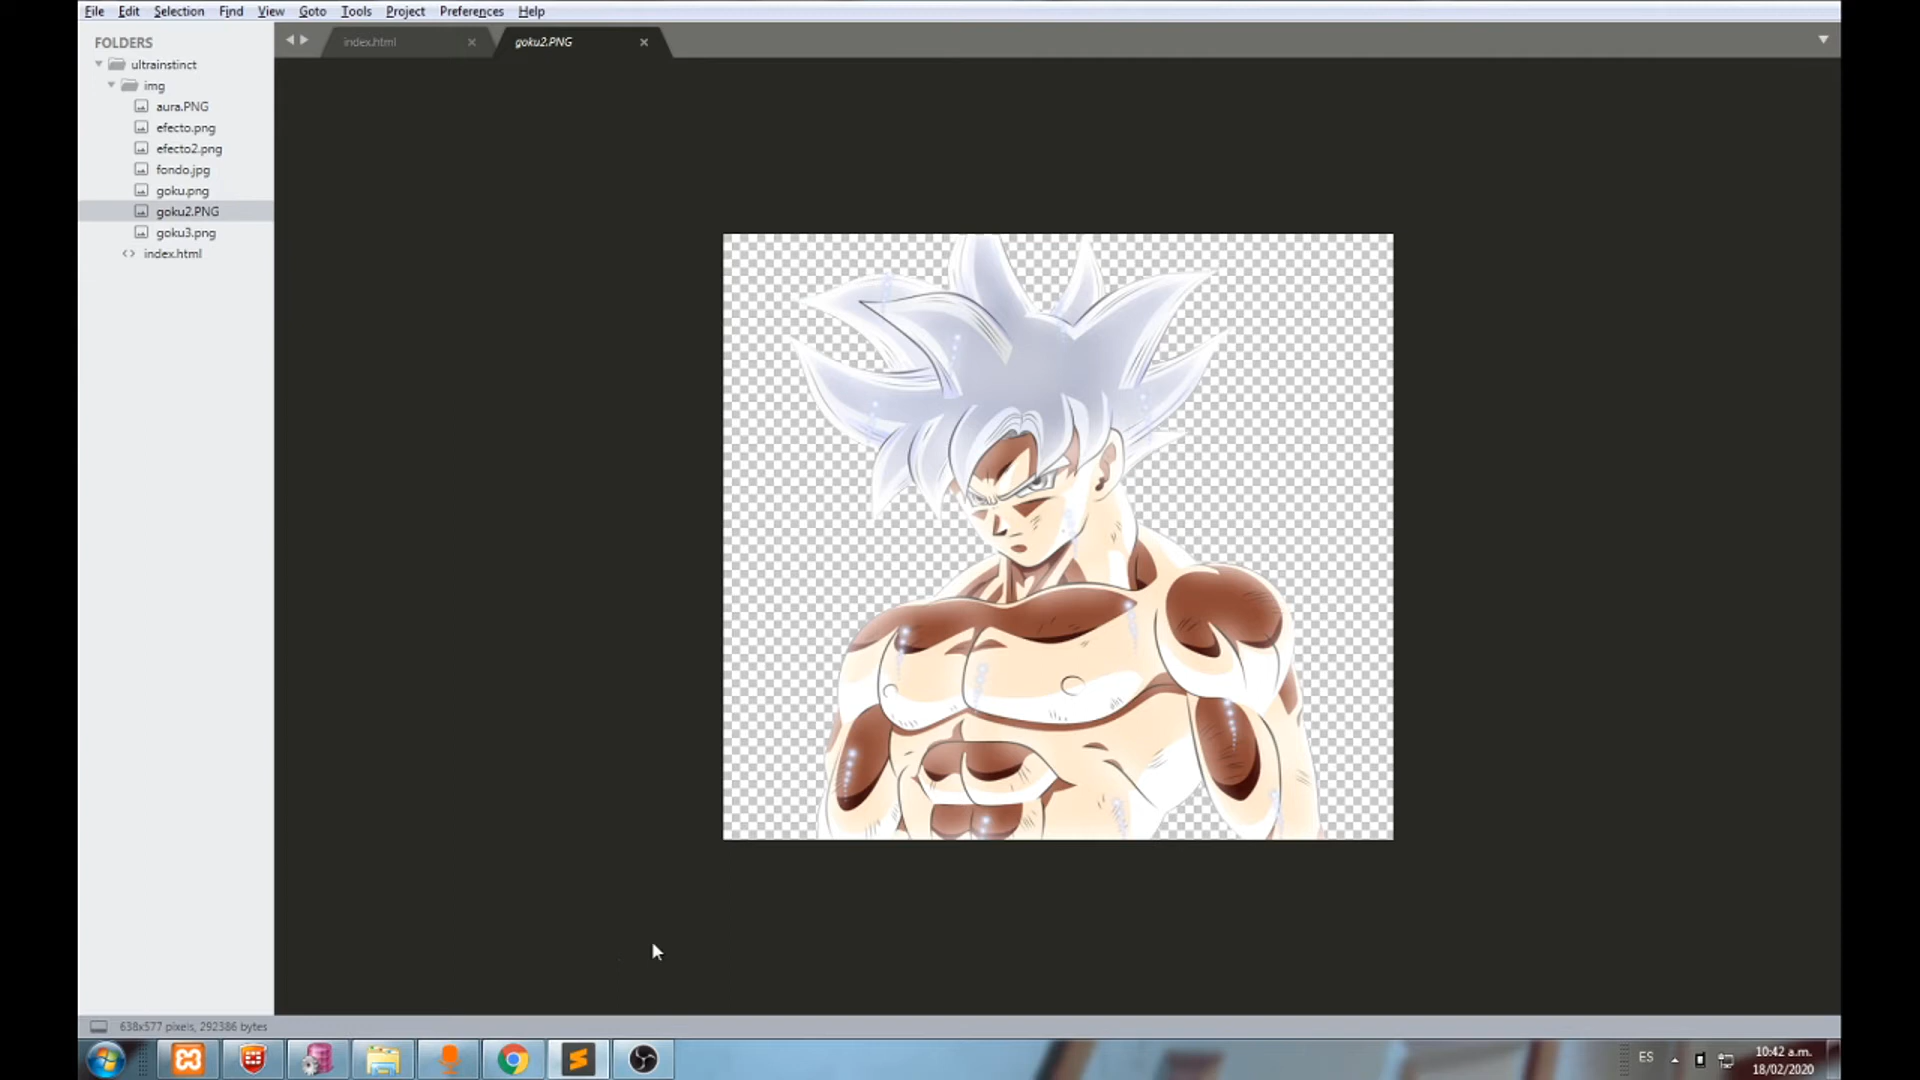 File Edit Selection Find View Goto Tools Project Preferences Help
FOLDERS
ultrainstinct
img
aura.PNG
efecto.png
efecto2.png
fondo.jpg
goku.png
goku2.PNG
goku3.png
index.html
index.html
goku2.PNG
638x577 pixels, 292386 bytes
ES
10:42 a.m.
18/02/2020